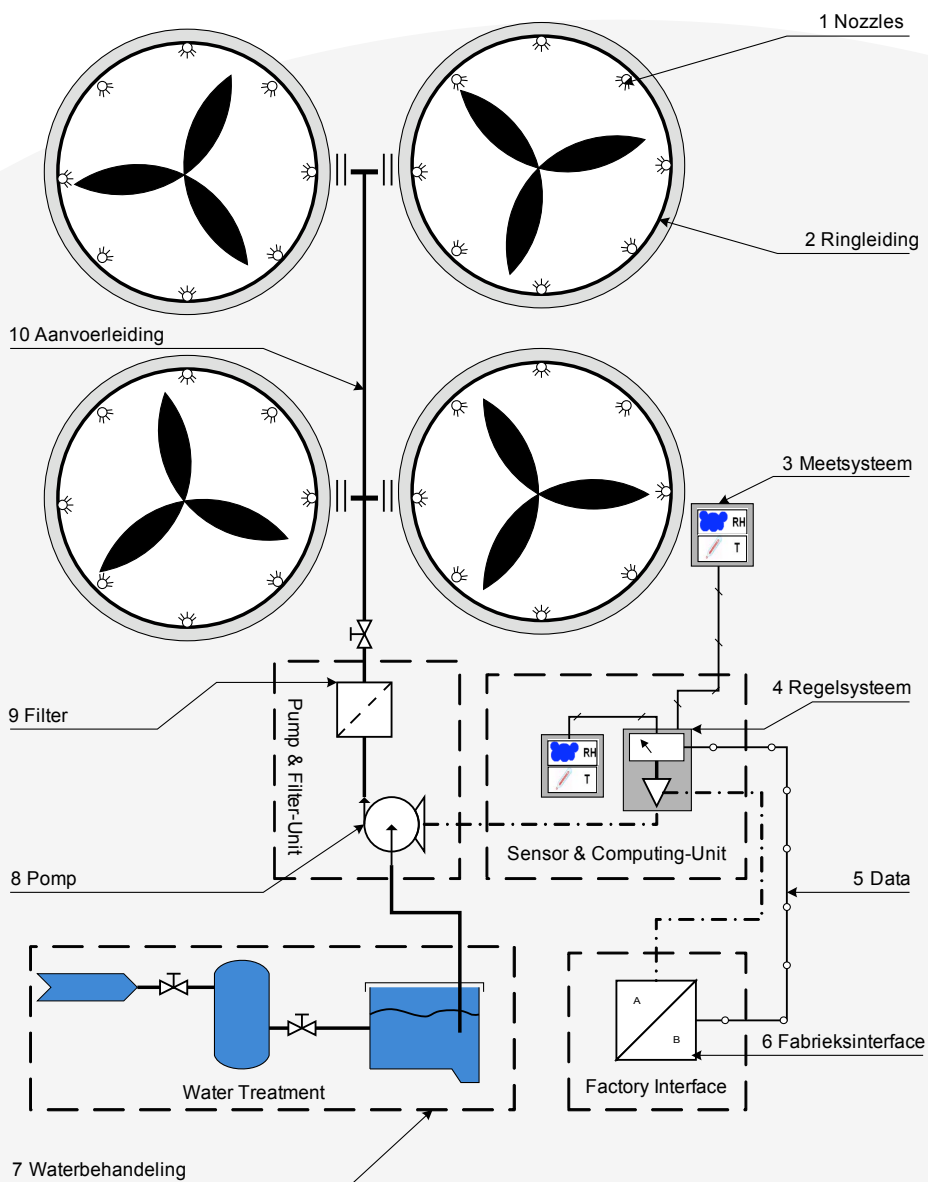 1 Nozzles
2 Ringleiding
10 Aanvoerleiding
3 Meetsysteem
RH
T
4 Regelsysteem
9 Filter
Pump & Filter-Unit
RH
T
Sensor & Computing-Unit
8 Pomp
5 Data
A
B
6 Fabrieksinterface
Water Treatment
Factory Interface
7 Waterbehandeling